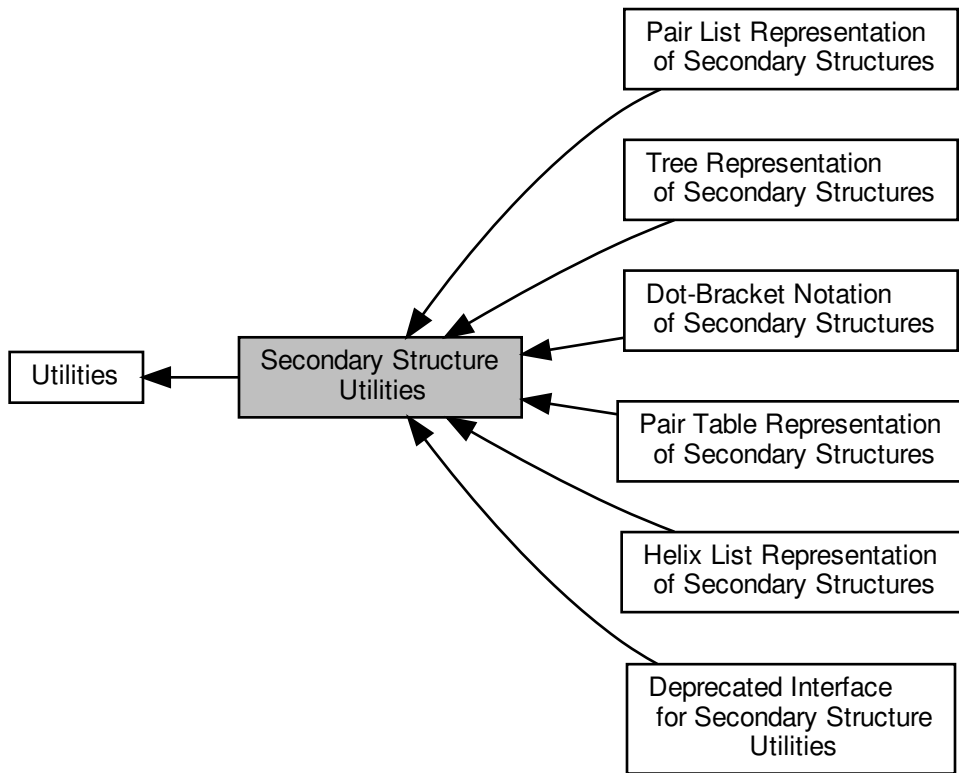 Pair List Representation
of Secondary Structures
Tree Representation
of Secondary Structures
Dot-Bracket Notation
of Secondary Structures
Utilities
Secondary Structure
Utilities
Pair Table Representation
of Secondary Structures
Helix List Representation
of Secondary Structures
Deprecated Interface
for Secondary Structure
Utilities